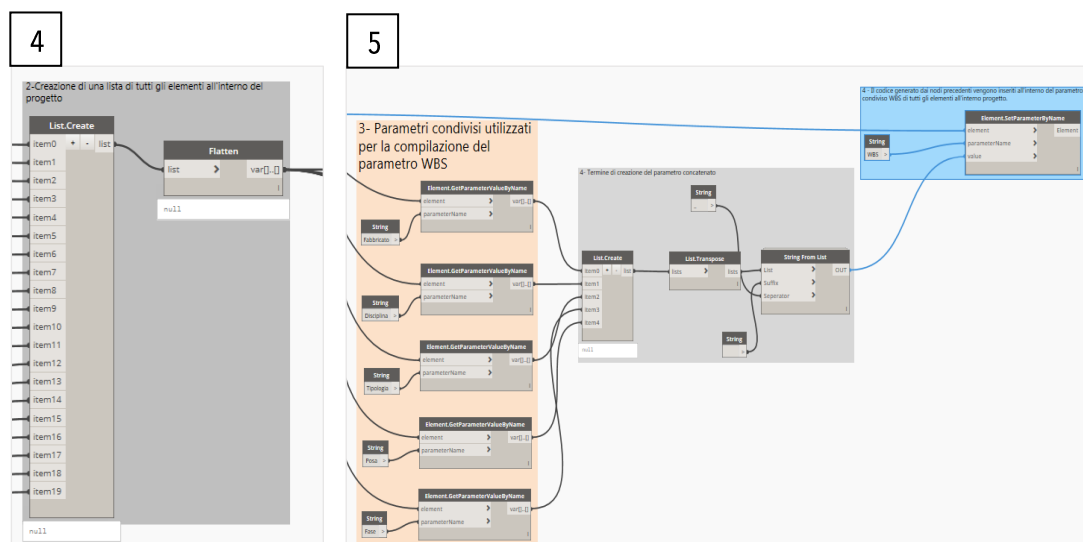 4
2-Creazione di una lista di tutti gli elementi all'interno del
progetto
List.Create
item0 + - list
item1
item2
item3
item4
item5
item6
item7
item8
item9
item10
item11
item12
item13
item14
item15
item16
item17
item18
item19
null
Flatten
list > var[]..[]
null
5
3- Parametri condivisi utilizzati
per la compilazione del
parametro WBS
Element.GetParameterValueByName
element > var[]..[]
parameterName >
String
Fabbricato >
Element.GetParameterValueByName
element > var[]..[]
parameterName >
String
Disciplina >
Element.GetParameterValueByName
element > var[]..[]
parameterName >
String
Tipologia >
Element.GetParameterValueByName
element > var[]..[]
parameterName >
String
Posa >
Element.GetParameterValueByName
element > var[]..[]
parameterName >
String
Fase >
4- Termine di creazione del parametro concatenato
String
>
List.Create
item0 + - list
item1
item2
item3
item4
null
List.Transpose
lists > lists
String From List
List > OUT
Suffix >
Seperator >
String
>
4 - Il codice generato dai nodi precedenti vengono inseriti all'interno del parametro
condiviso WBS di tutti gli elementi all'interno progetto.
Element.SetParameterByName
element > Element
parameterName >
value >
String
WBS >